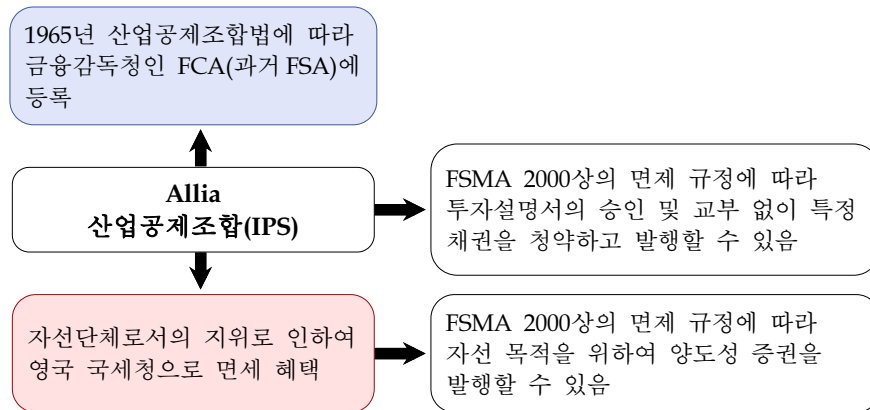 1965년 산업공제조합법에 따라
금융감독청인 FCA(과거 FSA)에
등록
Allia
산업공제조합(IPS)
FSMA 2000상의 면제 규정에 따라
투자설명서의 승인 및 교부 없이 특정
채권을 청약하고 발행할 수 있음
자선단체로서의 지위로 인하여
영국 국세청으로 면세 혜택
FSMA 2000상의 면제 규정에 따라
자선 목적을 위하여 양도성 증권을
발행할 수 있음